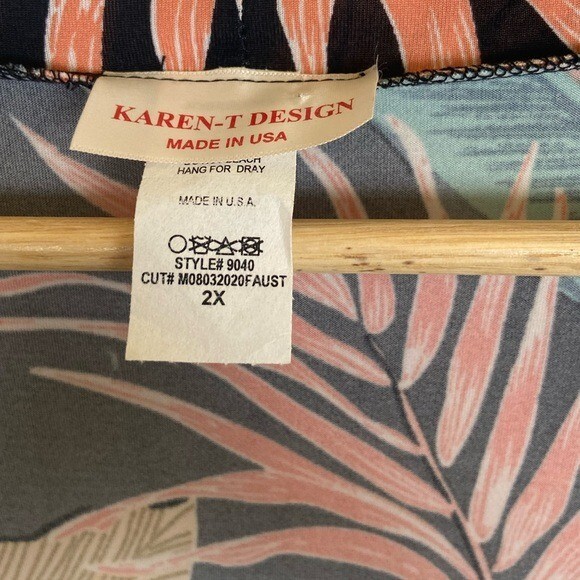 KAREN-T DESIGN
MADE IN USA
HANG FOR DRAY
MADE IN U.S.A.
STYLE# 9040
CUT# M08032020FAUST
2X